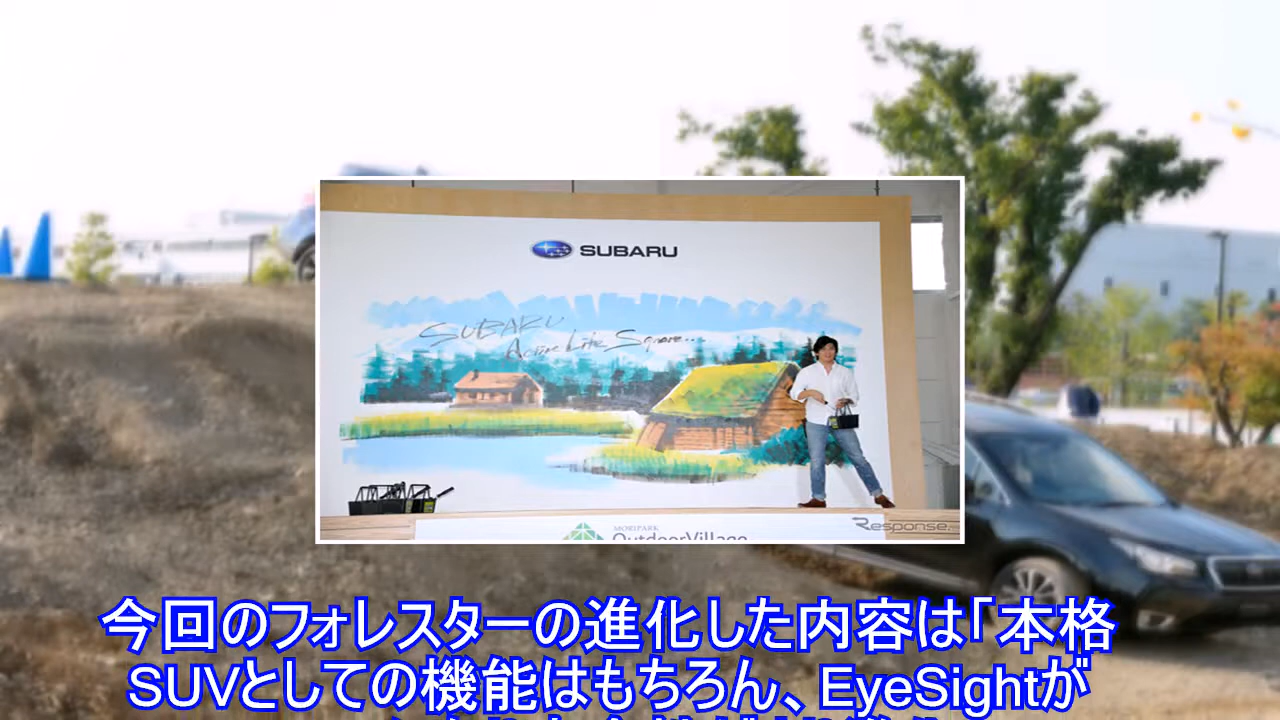 SUBARU
SUBARU
Active Life Square...
MORIPARK
OutdoorVillage
Response.
今回のフォレスターの進化した内容は「本格
SUVとしての機能はもちろん、EyeSightが